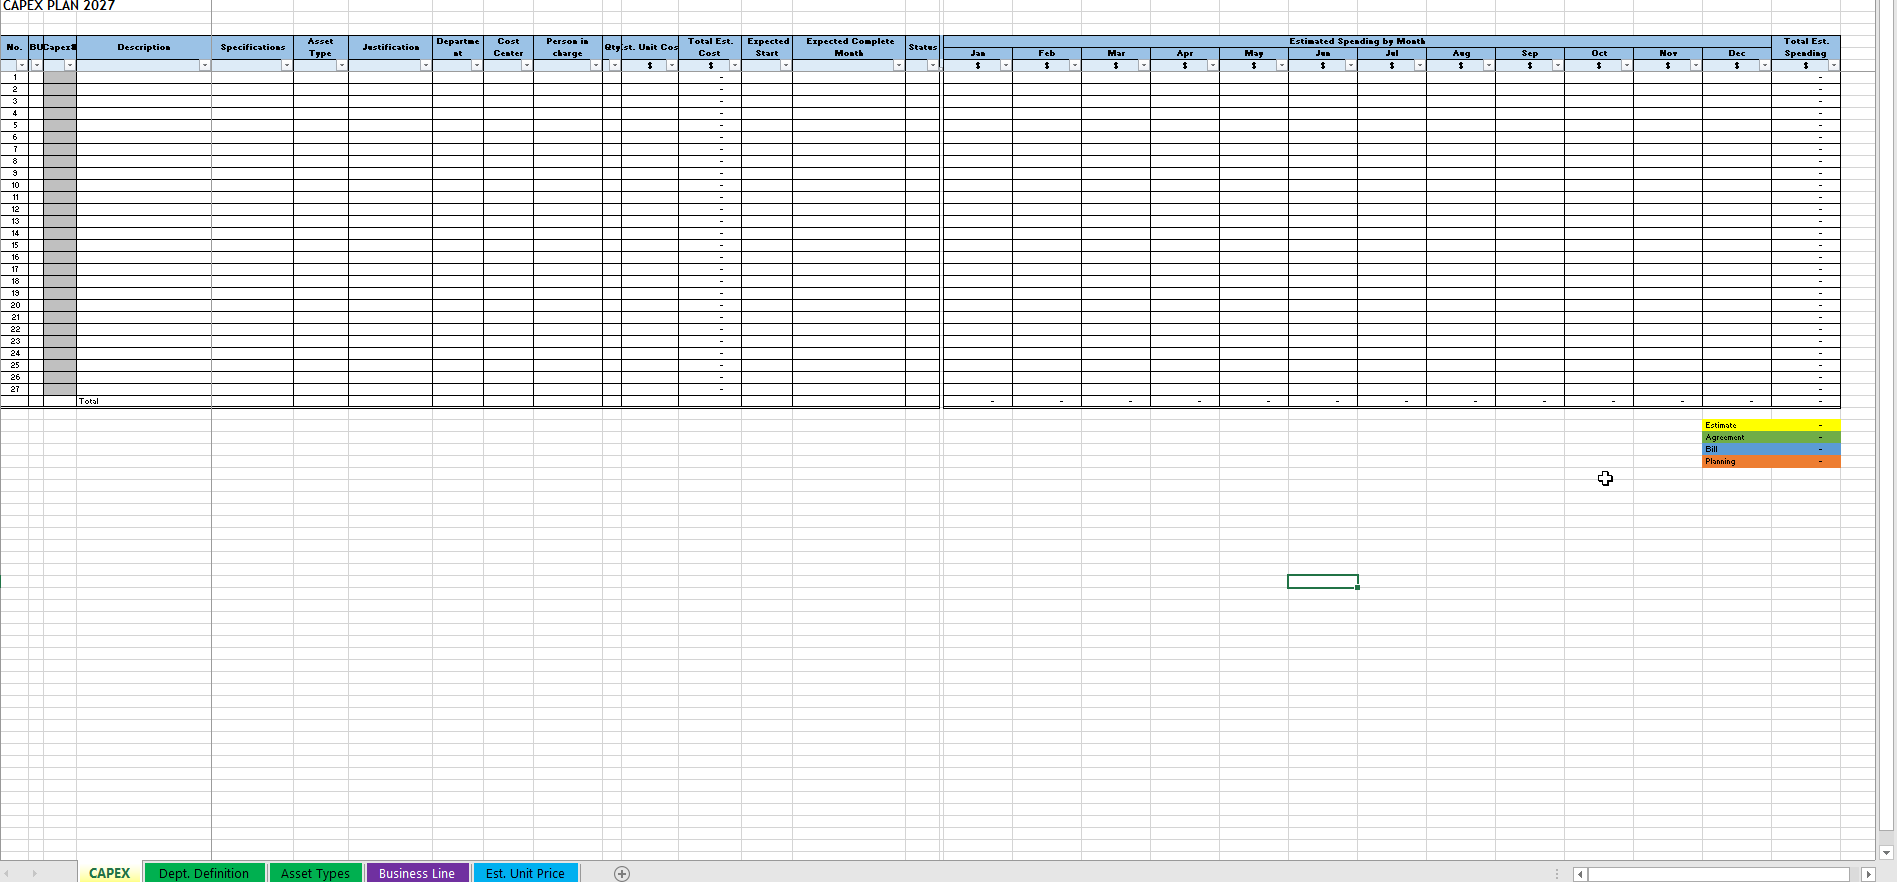 CAPEX PLAN 2027
No. BU Capex# Description Specifications Asset Type Justification Departme nt Cost Center Person in charge Qty st. Unit Cos Total Est. Cost Expected Start Expected Complete Month Status Estimated Spending by Month Total Est. Spending
Jan Feb Mar Apr May Jun Jul Aug Sep Oct Nov Dec
$ $ $ $ $ $ $ $ $ $ $ $ $ $ $
1 - -
2 - -
3 - -
4 - -
5 - -
6 - -
7 - -
8 - -
9 - -
10 - -
11 - -
12 - -
13 - -
14 - -
15 - -
16 - -
17 - -
18 - -
19 - -
20 - -
21 - -
22 - -
23 - -
24 - -
25 - -
26 - -
27 - -
Total - - - - - - - - - - - - -
Estimate -
Agreement -
Bill -
Planning -
CAPEX Dept. Definition Asset Types Business Line Est. Unit Price